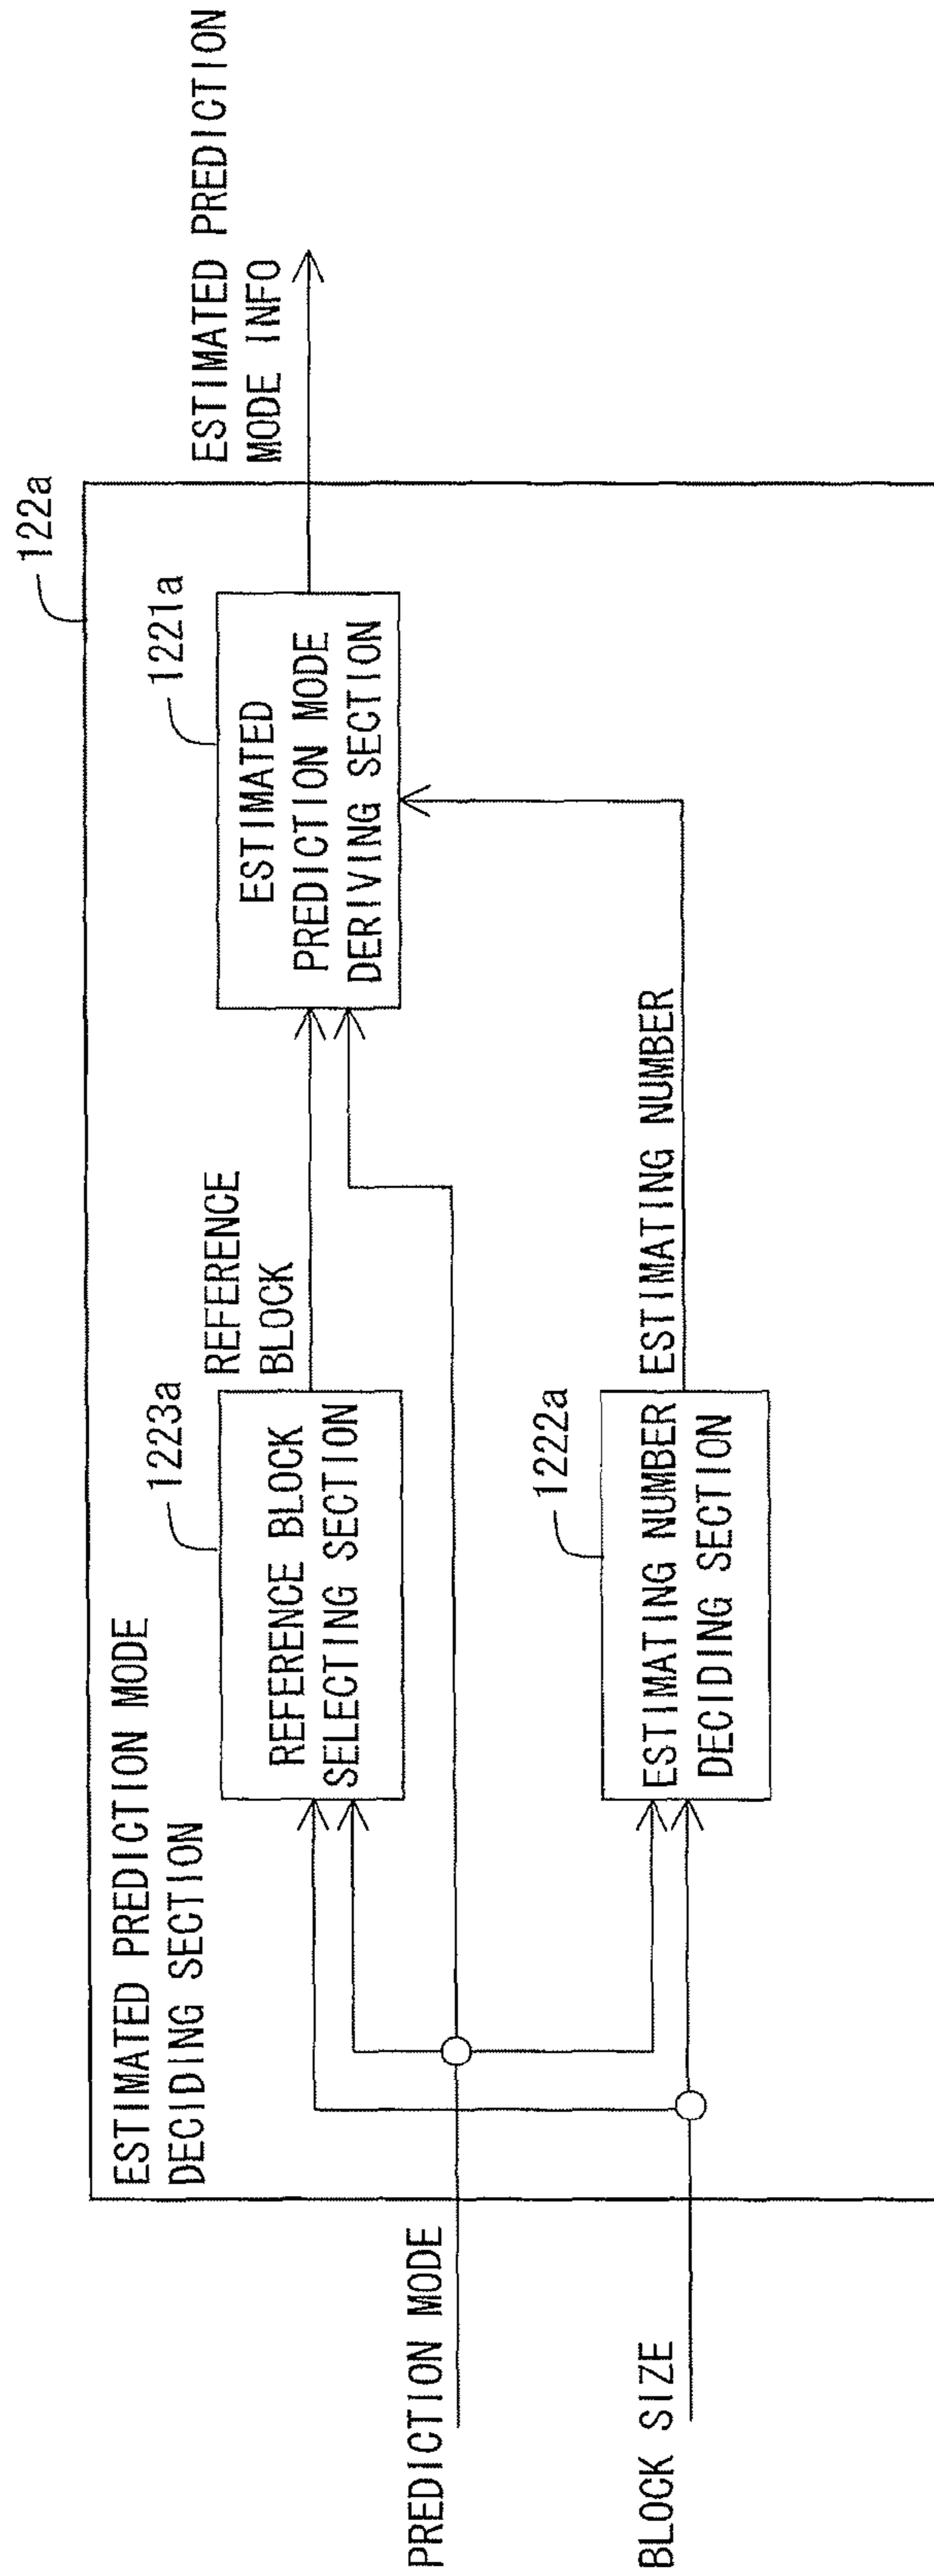 122a
ESTIMATED PREDICTION MODE
DECIDING SECTION
1223a
REFERENCE BLOCK
SELECTING SECTION
REFERENCE
BLOCK
1221a
ESTIMATED
PREDICTION MODE
DERIVING SECTION
ESTIMATED PREDICTION
MODE INFO
PREDICTION MODE
BLOCK SIZE
1222a
ESTIMATING NUMBER
DECIDING SECTION
ESTIMATING NUMBER